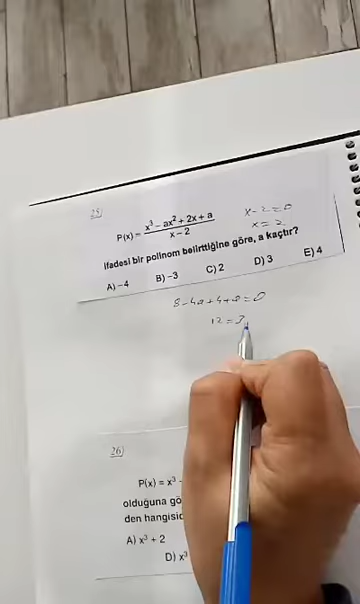 25)
P(x) = x³ − ax² + 2x + a / x − 2
x − 2 = 0
x = 2
ifadesi bir polinom belirttiğine göre, a kaçtır?
A) −4 B) −3 C) 2 D) 3 E) 4
8 − 4a + 4 + a = 0
12 = 3
26)
P(x) = x³ −
olduğuna gö
den hangisi
A) x³ + 2
D) x³